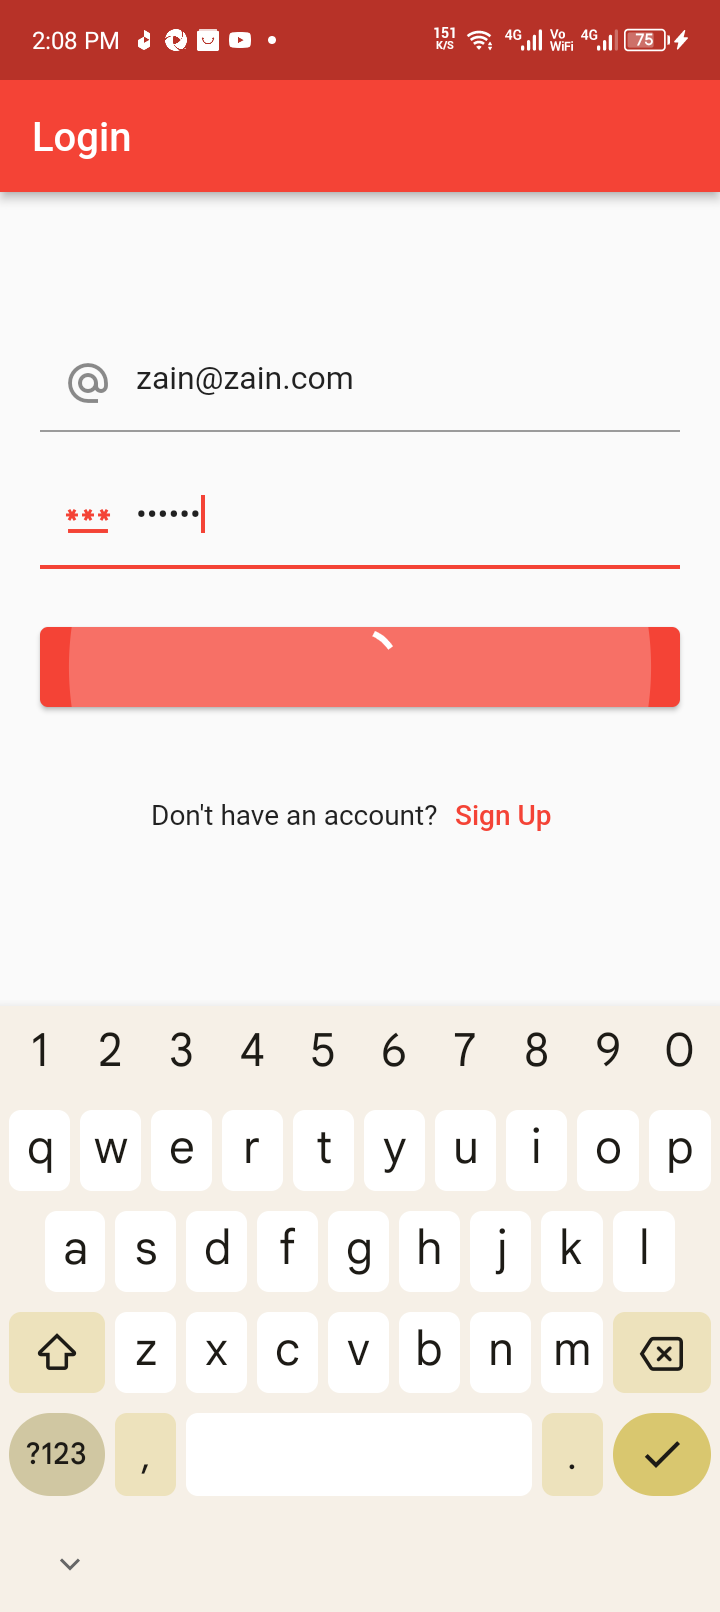 2:08 PM 151 K/S 4G Vo WiFi 4G 75
Login
zain@zain.com
***
••••••
Don't have an account? Sign Up
1 2 3 4 5 6 7 8 9 0
q w e r t y u i o p
a s d f g h j k l
z x c v b n m
?123 , .